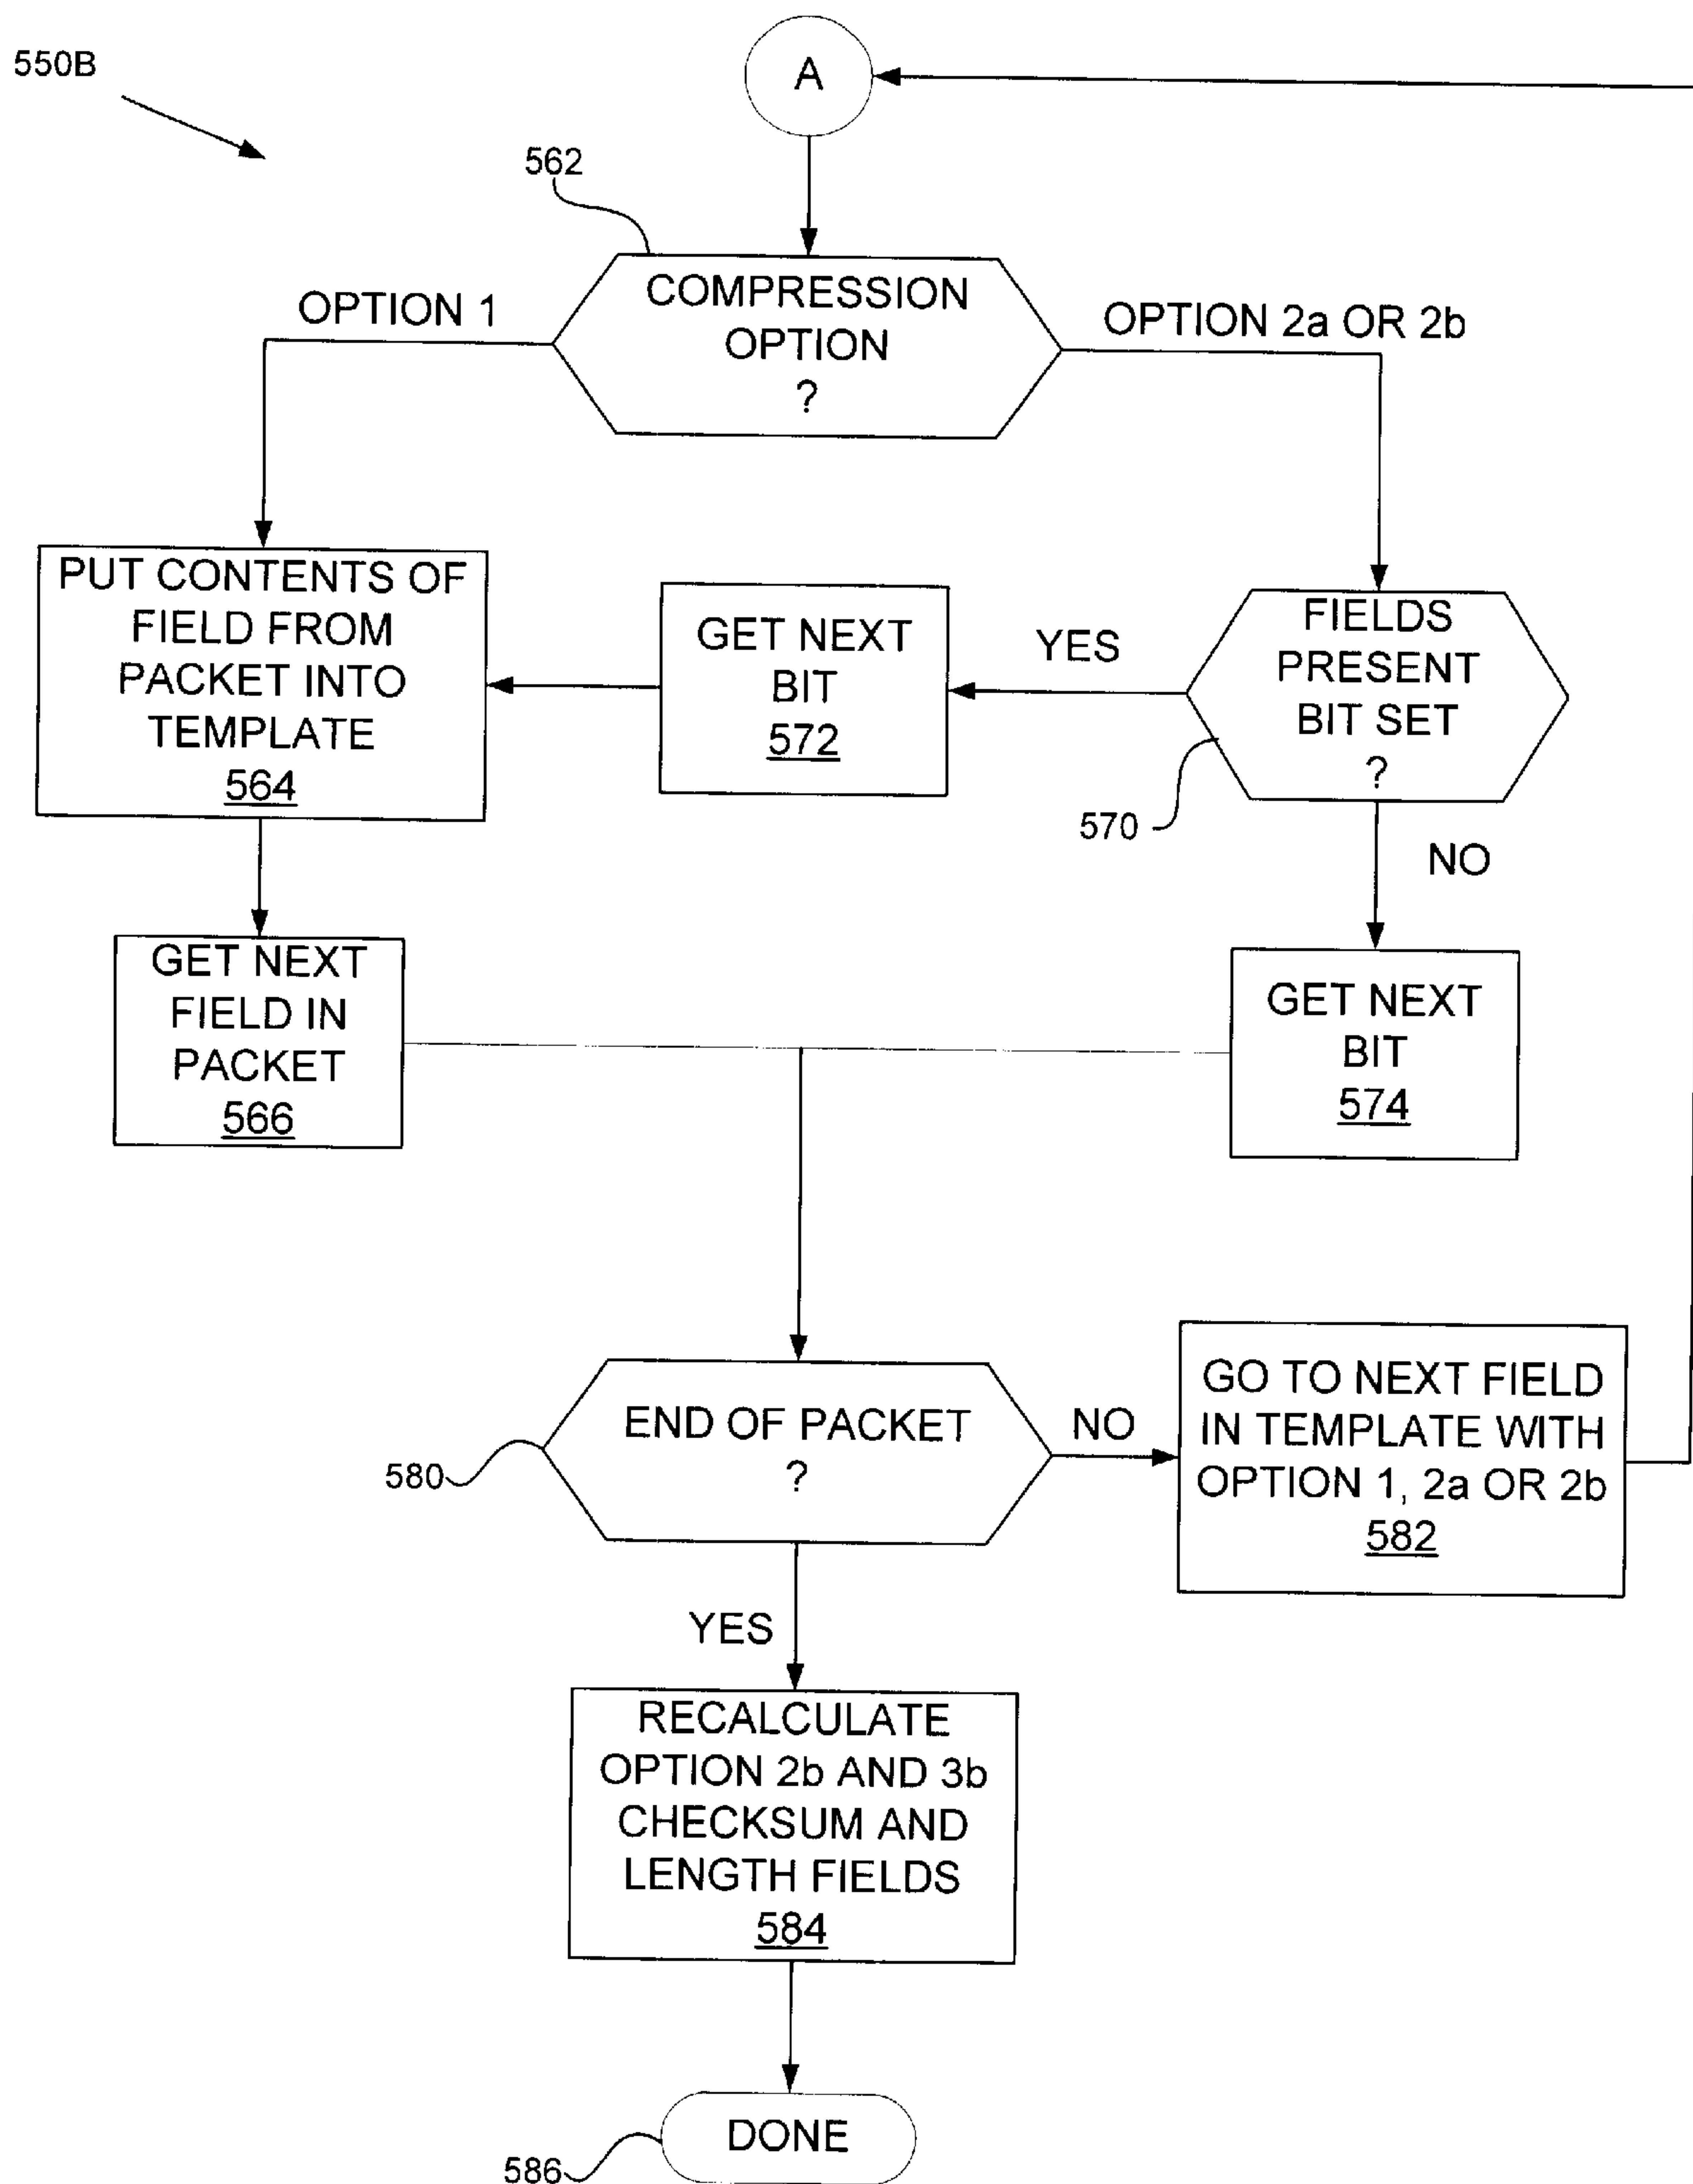 550B
A
562
COMPRESSION
OPTION
?
OPTION 1
OPTION 2a OR 2b
PUT CONTENTS OF
FIELD FROM
PACKET INTO
TEMPLATE
564
GET NEXT
BIT
572
YES
FIELDS
PRESENT
BIT SET
?
570
NO
GET NEXT
FIELD IN
PACKET
566
GET NEXT
BIT
574
END OF PACKET
?
580
NO
GO TO NEXT FIELD
IN TEMPLATE WITH
OPTION 1, 2a OR 2b
582
YES
RECALCULATE
OPTION 2b AND 3b
CHECKSUM AND
LENGTH FIELDS
584
DONE
586